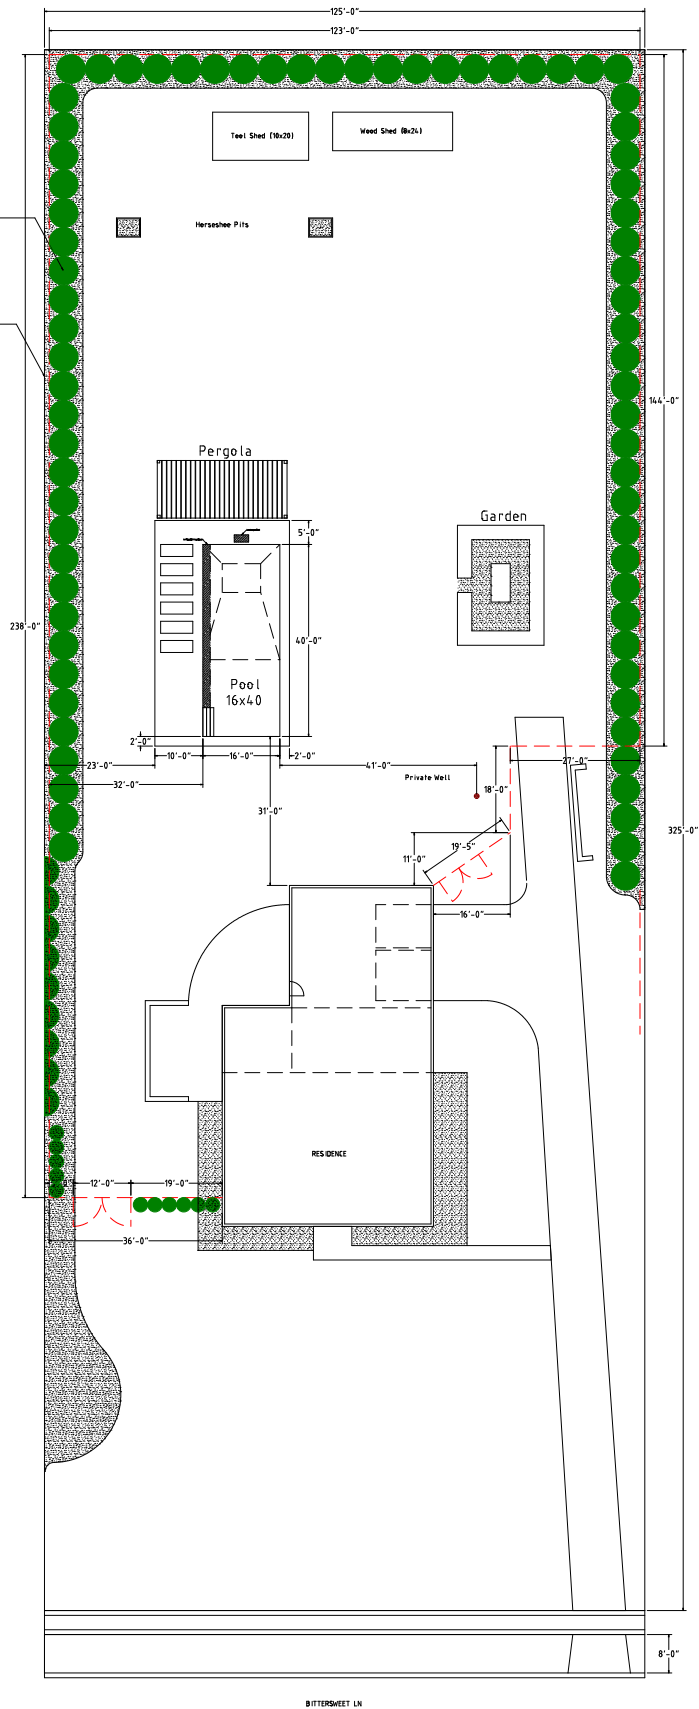 125'-0"
123'-0"
Tool Shed (10x20)
Wood Shed (8x24)
Horseshoe Pits
144'-0"
Pergola
Garden
5'-0"
238'-0"
40'-0"
Pool
16x40
2'-0"
10'-0"
16'-0"
2'-0"
23'-0"
41'-0"
27'-0"
Private Well
32'-0"
18'-0"
31'-0"
325'-0"
19'-5"
11'-0"
16'-0"
RESIDENCE
12'-0"
19'-0"
36'-0"
8'-0"
BITTERSWEET LN